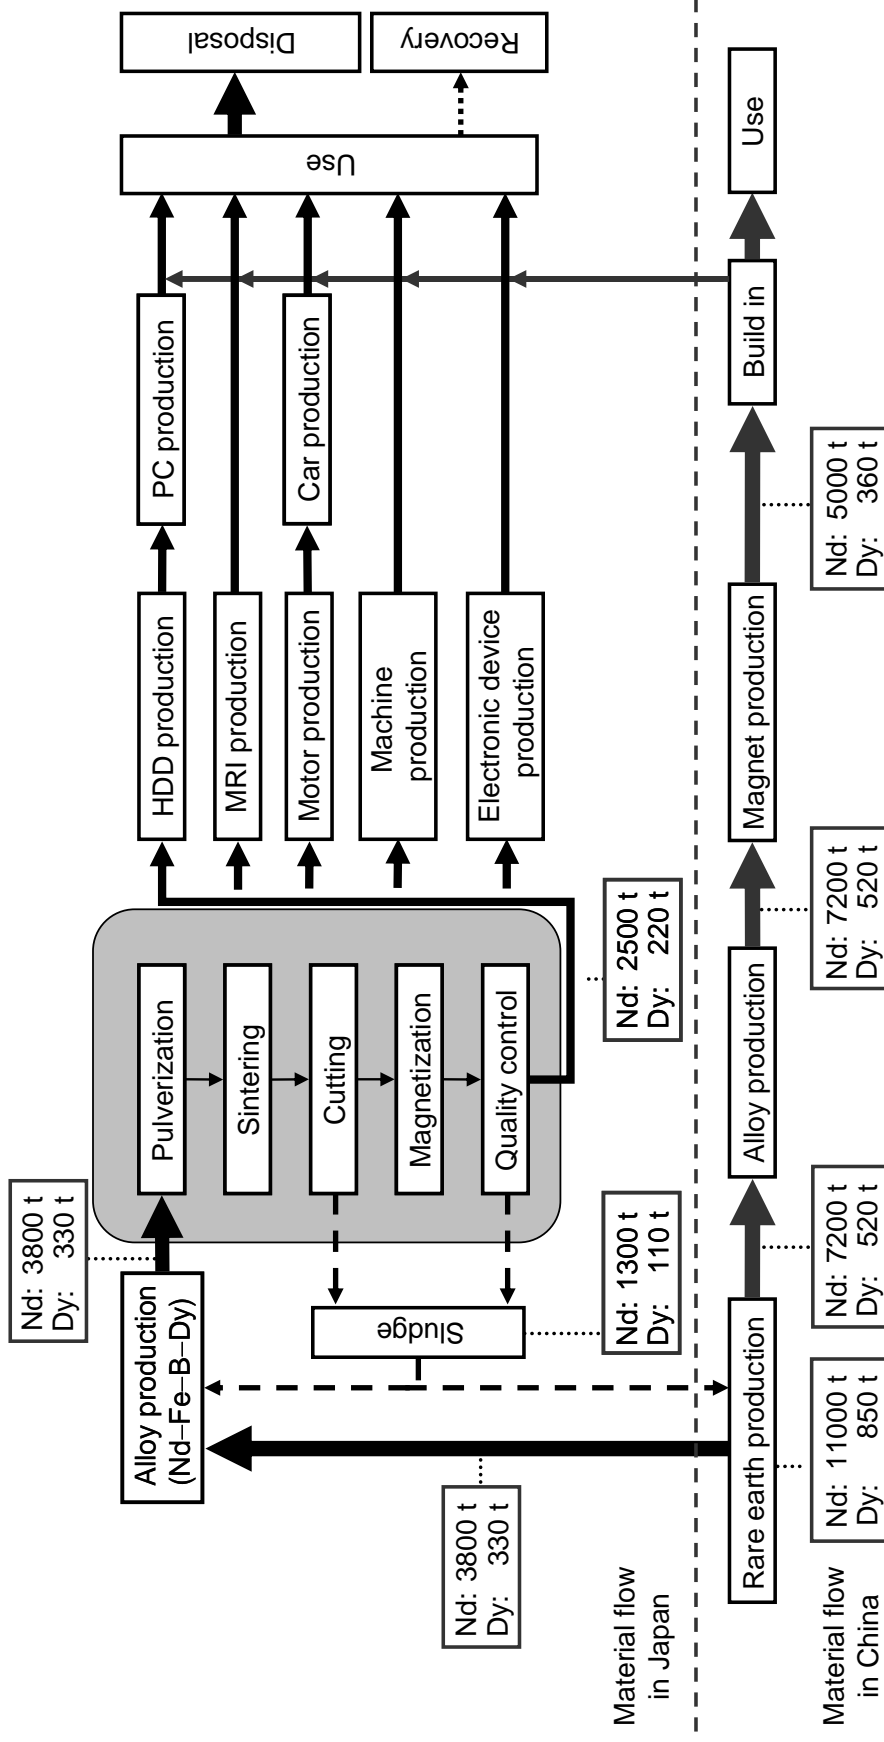 Nd: 3800 t
Dy: 330 t
Alloy production
(Nd–Fe–B–Dy)
Pulverization
Sintering
Cutting
Magnetization
Quality control
Sludge
Nd: 1300 t
Dy: 110 t
Nd: 2500 t
Dy: 220 t
Nd: 3800 t
Dy: 330 t
HDD production
MRI production
Motor production
Machine
production
Electronic device
production
PC production
Car production
Use
Disposal
Recovery
Material flow
in Japan
Rare earth production
Alloy production
Magnet production
Build in
Use
Material flow
in China
Nd: 11000 t
Dy: 850 t
Nd: 7200 t
Dy: 520 t
Nd: 7200 t
Dy: 520 t
Nd: 5000 t
Dy: 360 t